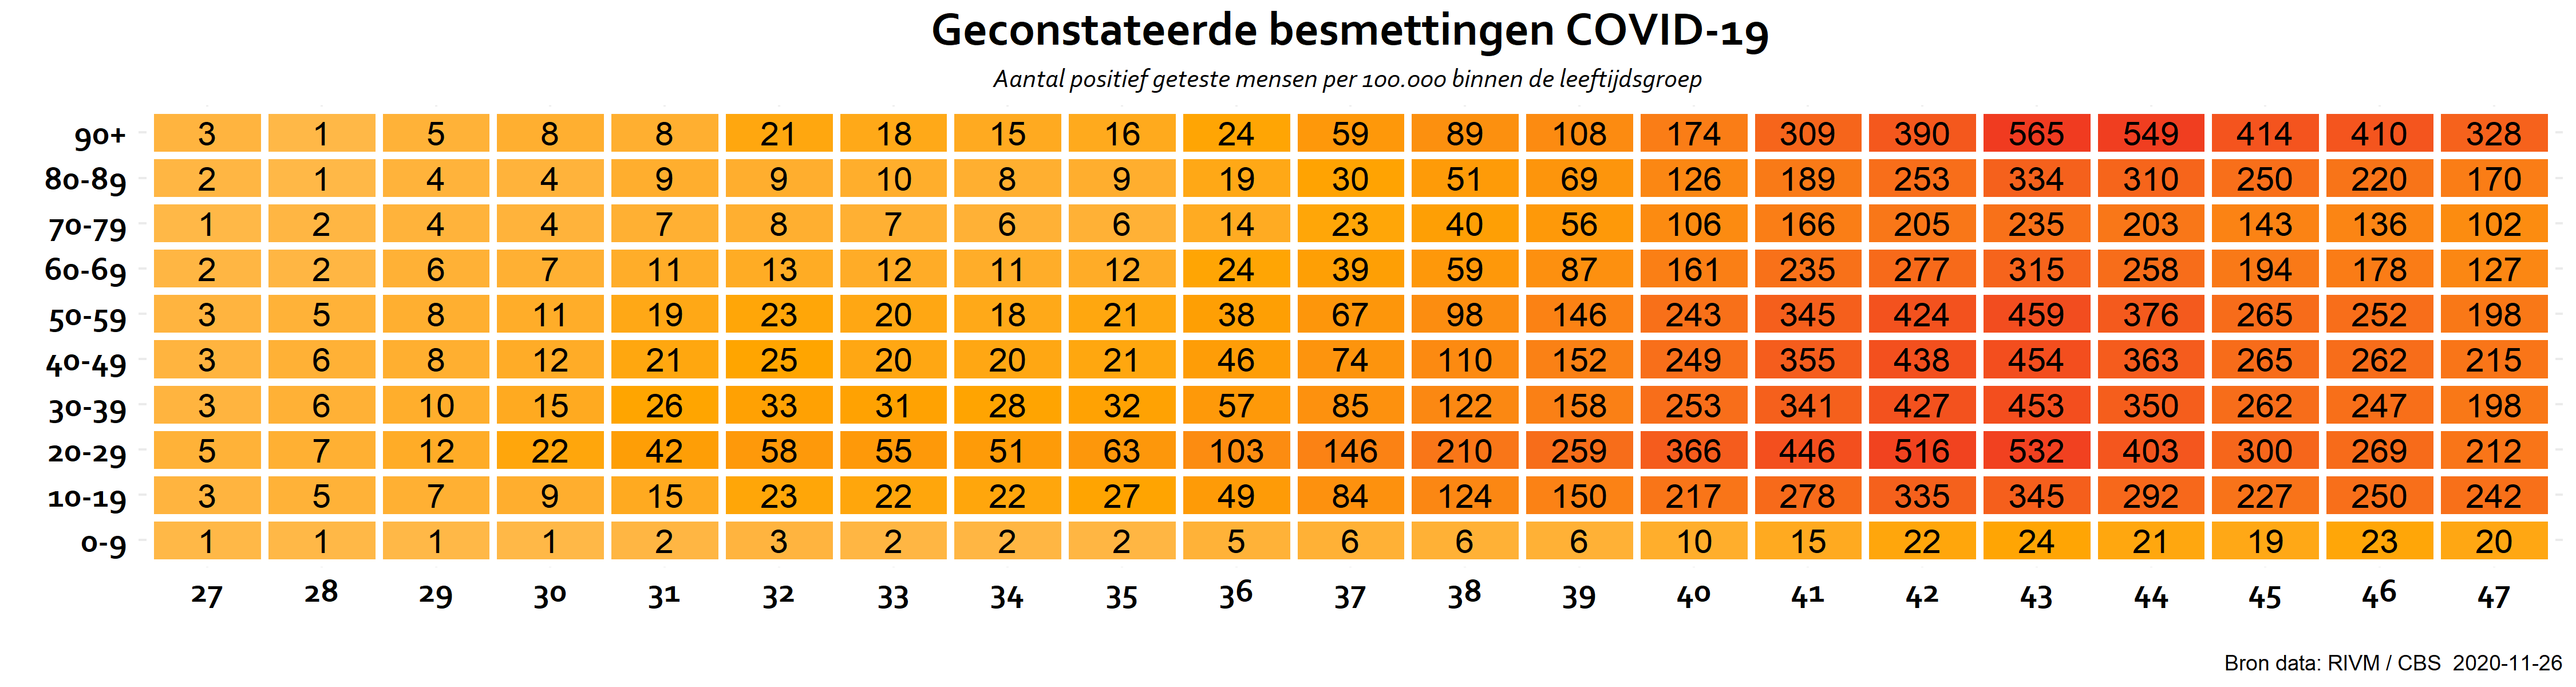 Geconstateerde besmettingen COVID-19
Aantal positief geteste mensen per 100.000 binnen de leeftijdsgroep
90+ 3 1 5 8 8 21 18 15 16 24 59 89 108 174 309 390 565 549 414 410 328
80-89 2 1 4 4 9 9 10 8 9 19 30 51 69 126 189 253 334 310 250 220 170
70-79 1 2 4 4 7 8 7 6 6 14 23 40 56 106 166 205 235 203 143 136 102
60-69 2 2 6 7 11 13 12 11 12 24 39 59 87 161 235 277 315 258 194 178 127
50-59 3 5 8 11 19 23 20 18 21 38 67 98 146 243 345 424 459 376 265 252 198
40-49 3 6 8 12 21 25 20 20 21 46 74 110 152 249 355 438 454 363 265 262 215
30-39 3 6 10 15 26 33 31 28 32 57 85 122 158 253 341 427 453 350 262 247 198
20-29 5 7 12 22 42 58 55 51 63 103 146 210 259 366 446 516 532 403 300 269 212
10-19 3 5 7 9 15 23 22 22 27 49 84 124 150 217 278 335 345 292 227 250 242
0-9 1 1 1 1 2 3 2 2 2 5 6 6 6 10 15 22 24 21 19 23 20
27 28 29 30 31 32 33 34 35 36 37 38 39 40 41 42 43 44 45 46 47
Bron data: RIVM / CBS 2020-11-26